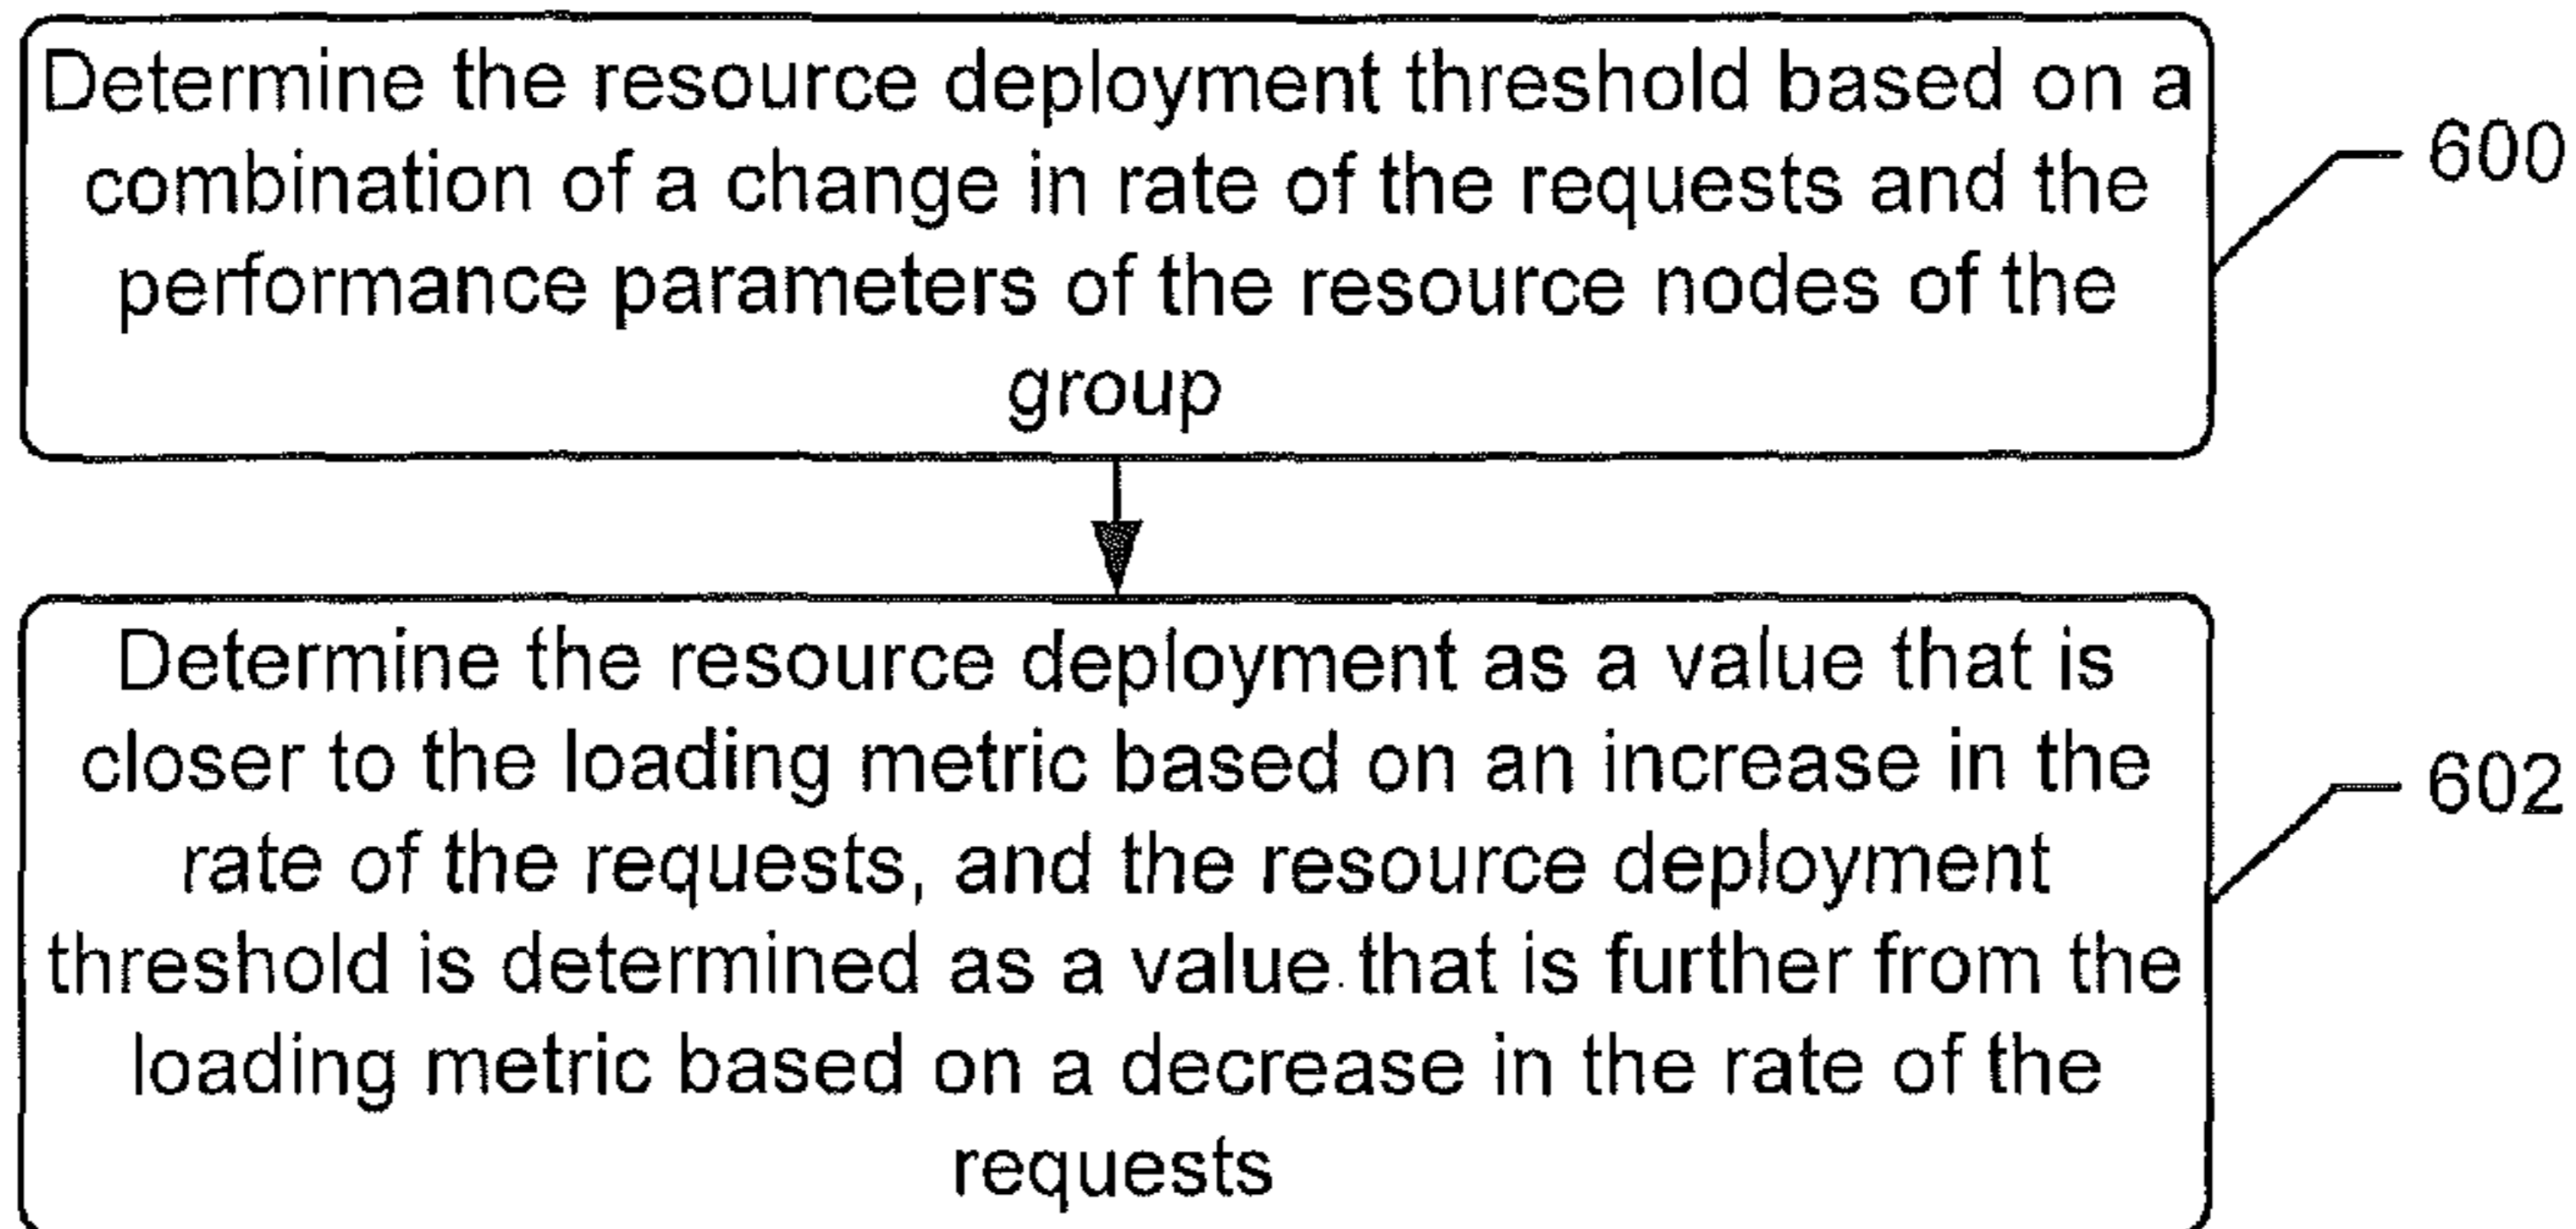 Determine the resource deployment threshold based on a
combination of a change in rate of the requests and the
performance parameters of the resource nodes of the
group
600
Determine the resource deployment as a value that is
closer to the loading metric based on an increase in the
rate of the requests, and the resource deployment
threshold is determined as a value that is further from the
loading metric based on a decrease in the rate of the
requests
602